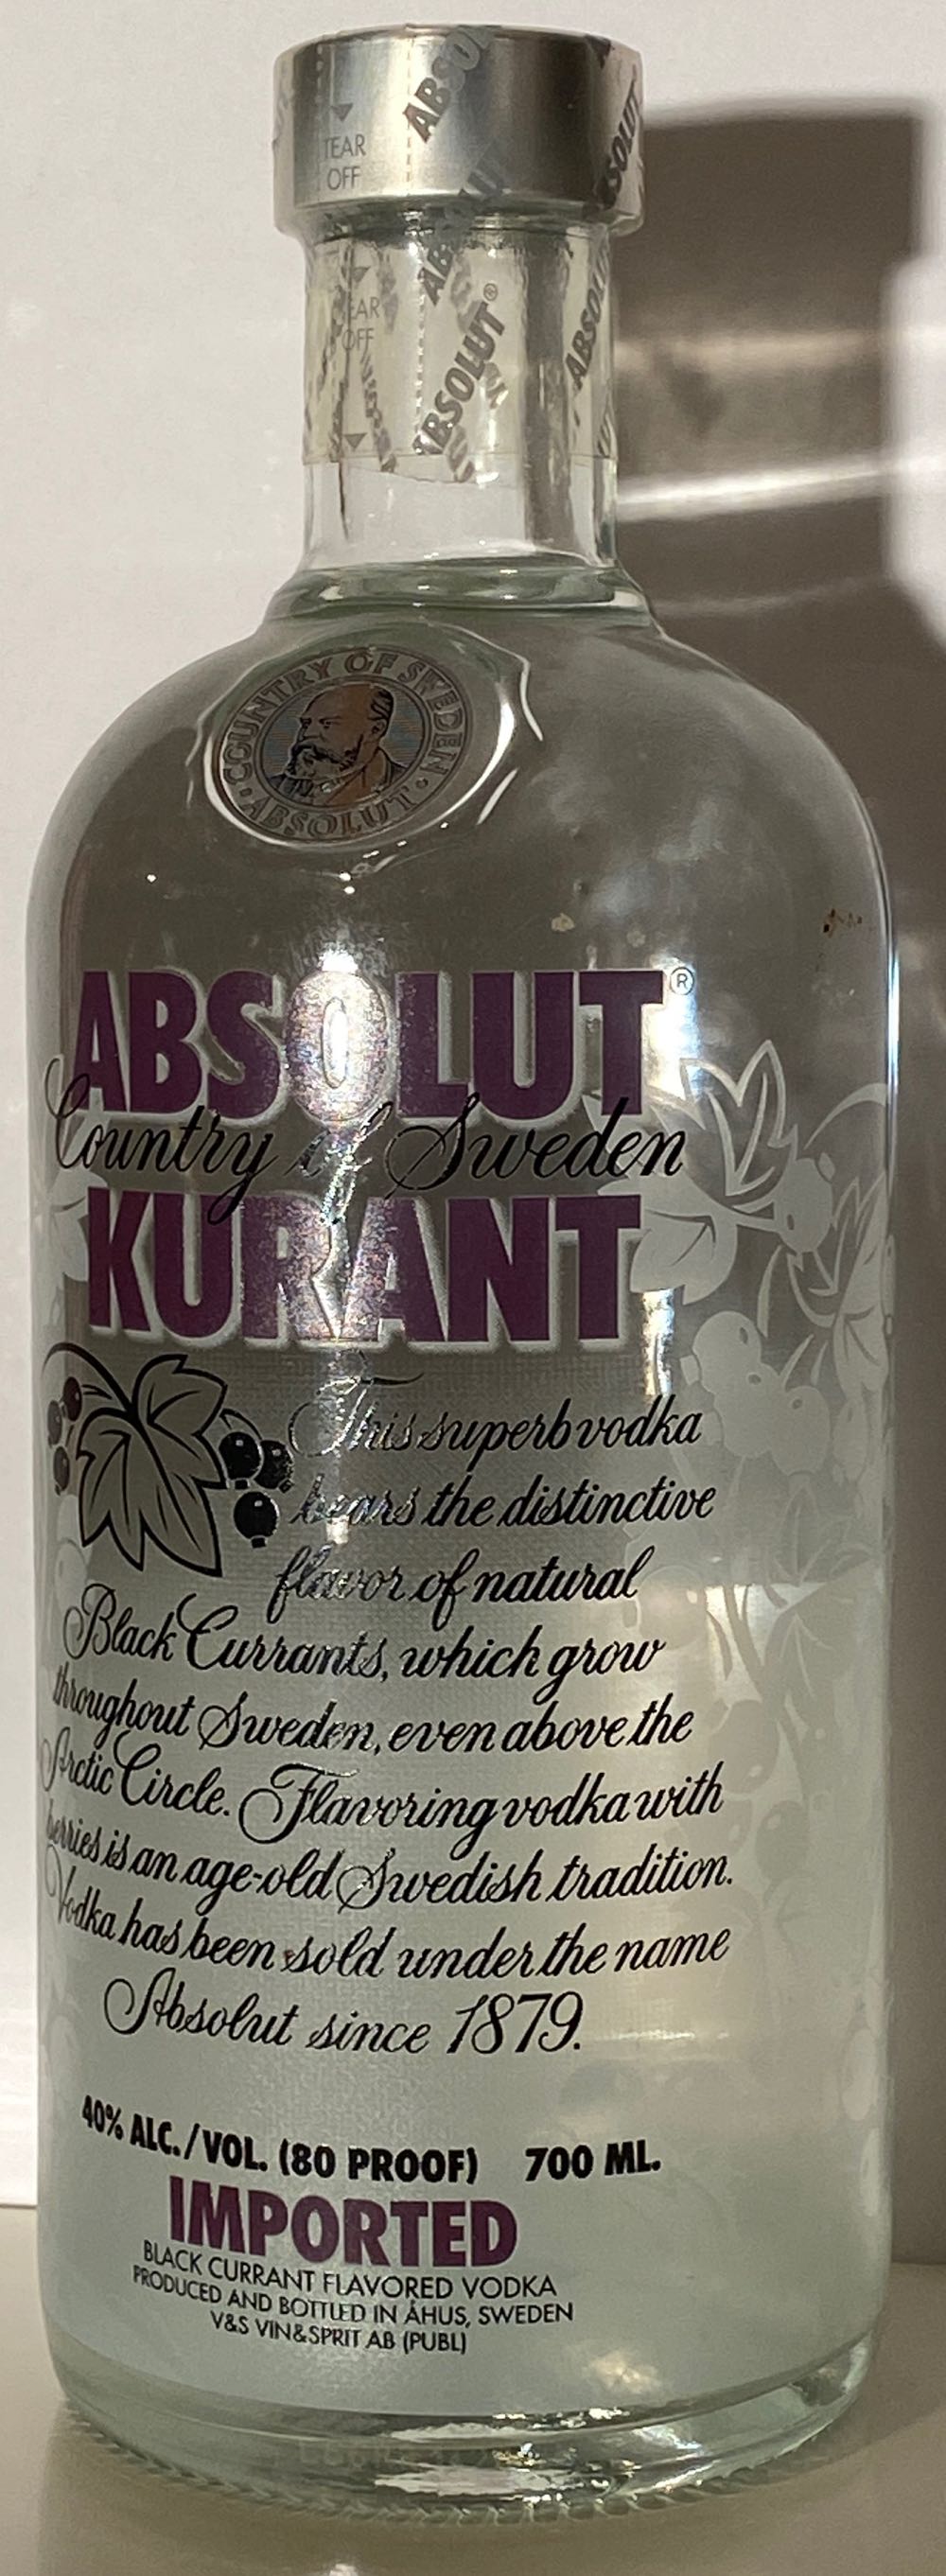 TEAR
OFF
ABSOLUT
ABSOLUT
ABSOLUT
TEAR
OFF
ABSOLUT®
ABSOLUT
COUNTRY OF SWEDEN
ABSOLUT
ABSOLUT®
Country of Sweden
KURANT
This superb vodka
bears the distinctive
flavor of natural
Black Currants, which grow
throughout Sweden, even above the
Arctic Circle. Flavoring vodka with
berries is an age-old Swedish tradition.
Vodka has been sold under the name
Absolut since 1879.
40% ALC./VOL. (80 PROOF) 700 ML.
IMPORTED
BLACK CURRANT FLAVORED VODKA
PRODUCED AND BOTTLED IN ÅHUS, SWEDEN
V&S VIN&SPRIT AB (PUBL)